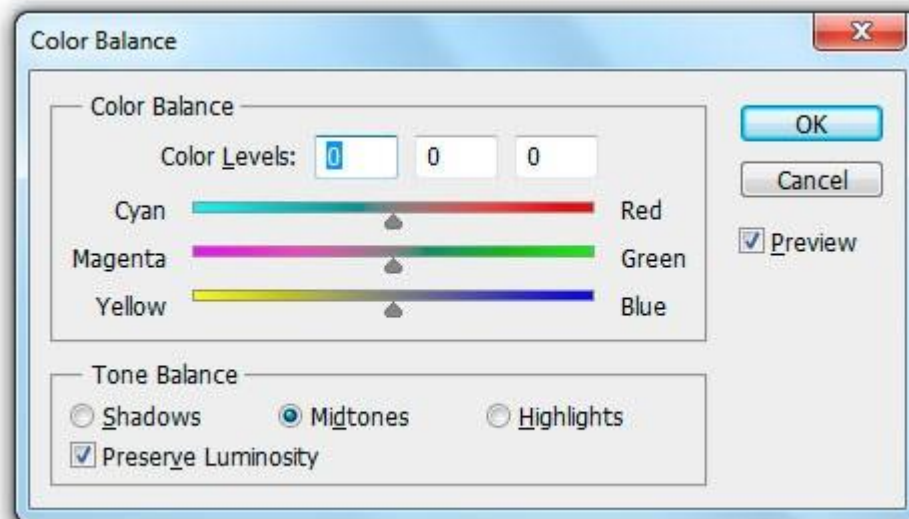 Color Balance
Color Balance
Color Levels: 0 0 0
OK
Cancel
Cyan Red
Preview
Magenta Green
Yellow Blue
Tone Balance
Shadows Midtones Highlights
Preserve Luminosity